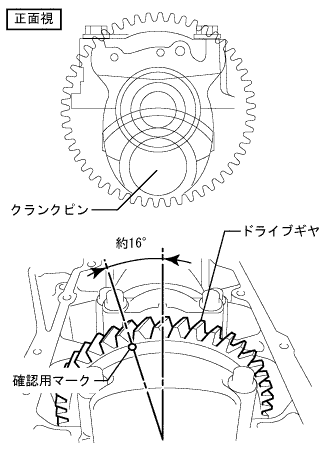 正面視
クランクピン
ドライブギヤ
約16°
確認用マーク